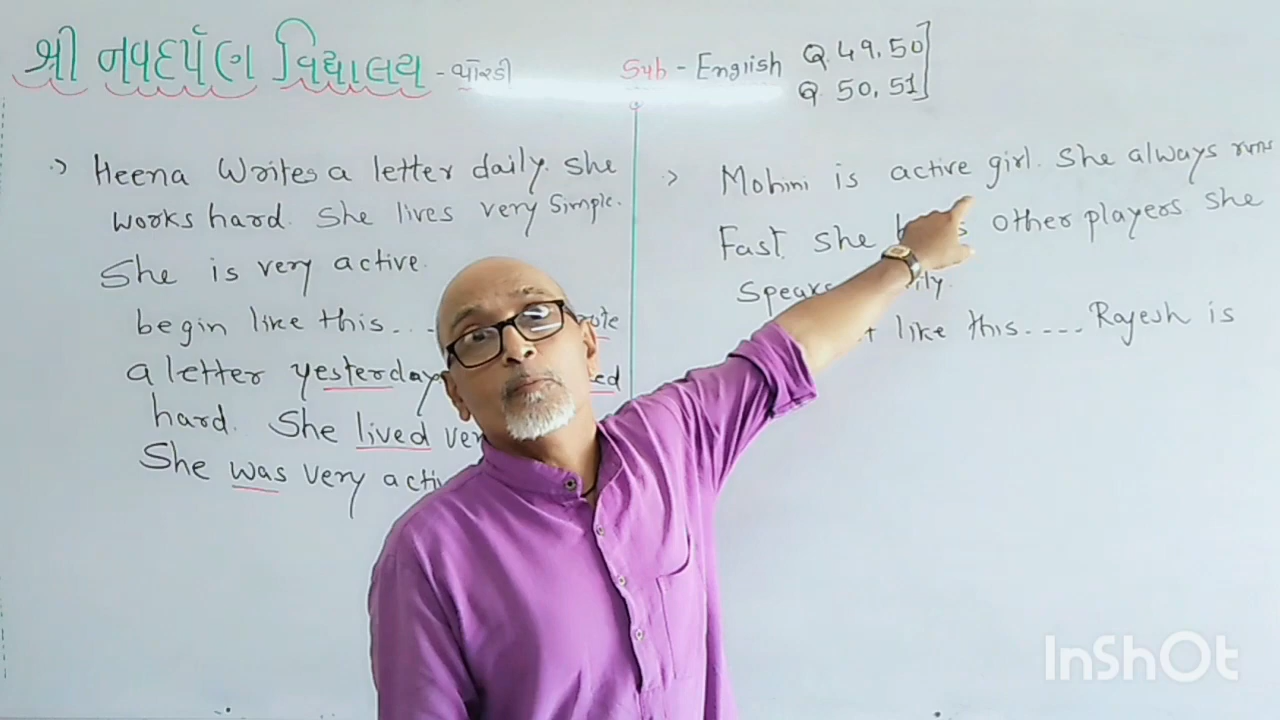 શ્રી નવદર્પણ વિદ્યાલય - વોરડી
Sub - English Q. 49, 50
Q. 50, 51
Heena Writes a letter daily. She
works hard. She lives very Simple.
She is very active.
begin like this...
a letter yesterday
hard. She lived
She was very
Mohini is active girl. She always runs
Fast. She other players. She
Speaks
like this.... Rajesh is
InShOt